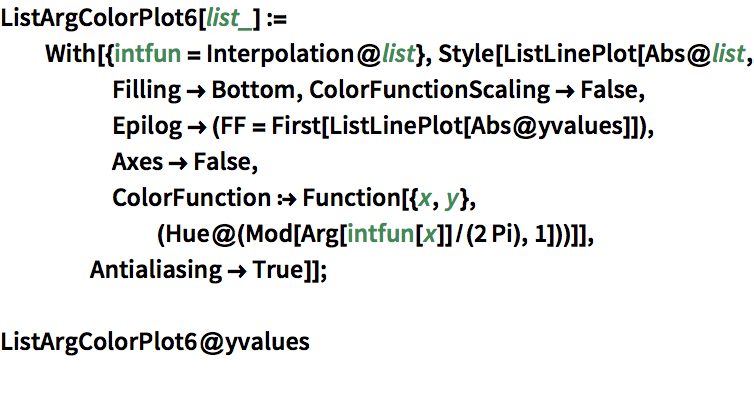 ListArgColorPlot6[list_] :=
With[{intfun = Interpolation@list}, Style[ListLinePlot[Abs@list,
Filling → Bottom, ColorFunctionScaling → False,
Epilog → (FF = First[ListLinePlot[Abs@yvalues]]),
Axes → False,
ColorFunction :→ Function[{x, y},
(Hue@(Mod[Arg[intfun[x]]/(2 Pi), 1]))]],
Antialiasing → True]];
ListArgColorPlot6@yvalues